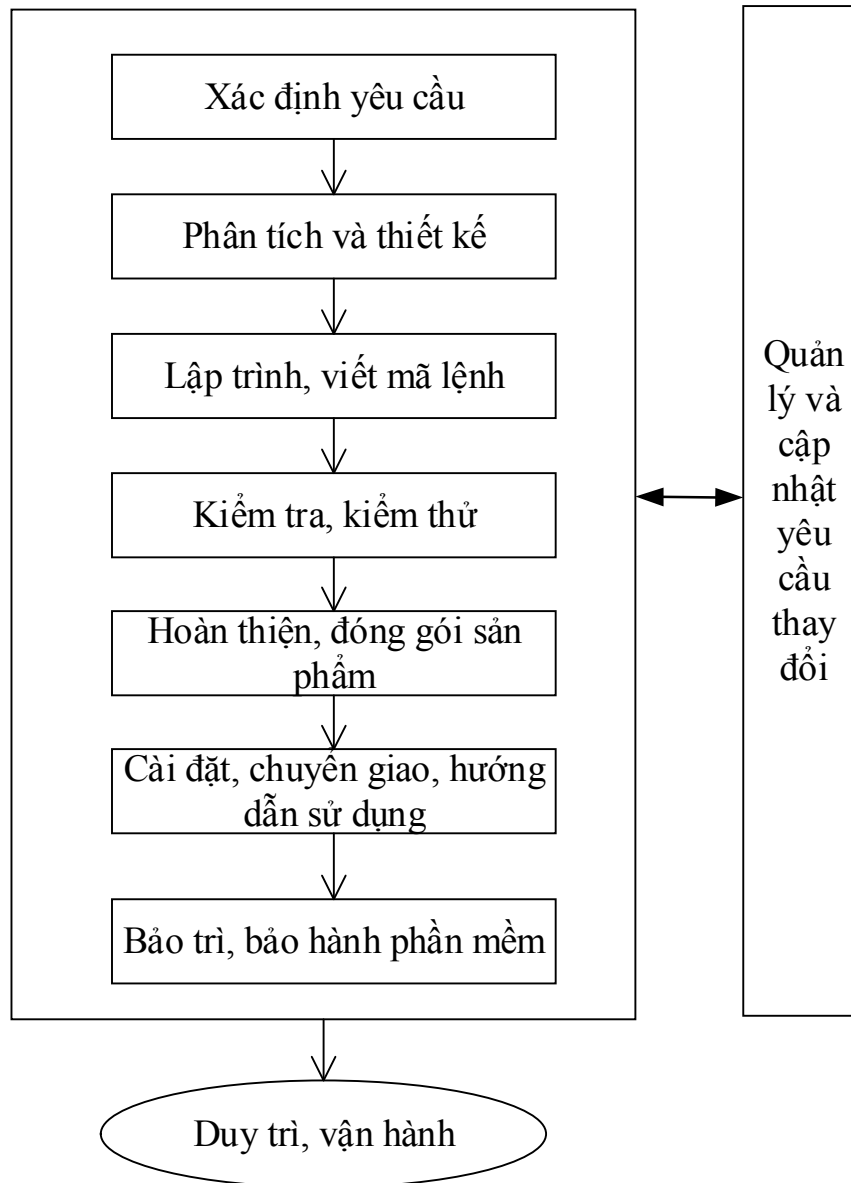 Xác định yêu cầu
Phân tích và thiết kế
Lập trình, viết mã lệnh
Kiểm tra, kiểm thử
Hoàn thiện, đóng gói sản
phẩm
Cài đặt, chuyển giao, hướng
dẫn sử dụng
Bảo trì, bảo hành phần mềm
Duy trì, vận hành
Quản
lý và
cập
nhật
yêu
cầu
thay
đổi